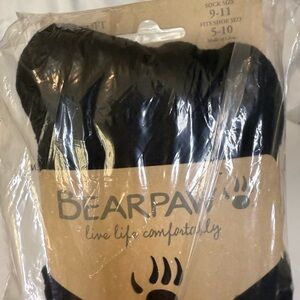 SOCK SIZE
9-11
FITS SHOE SIZE
5-10
BEARPAW
live life comfortably